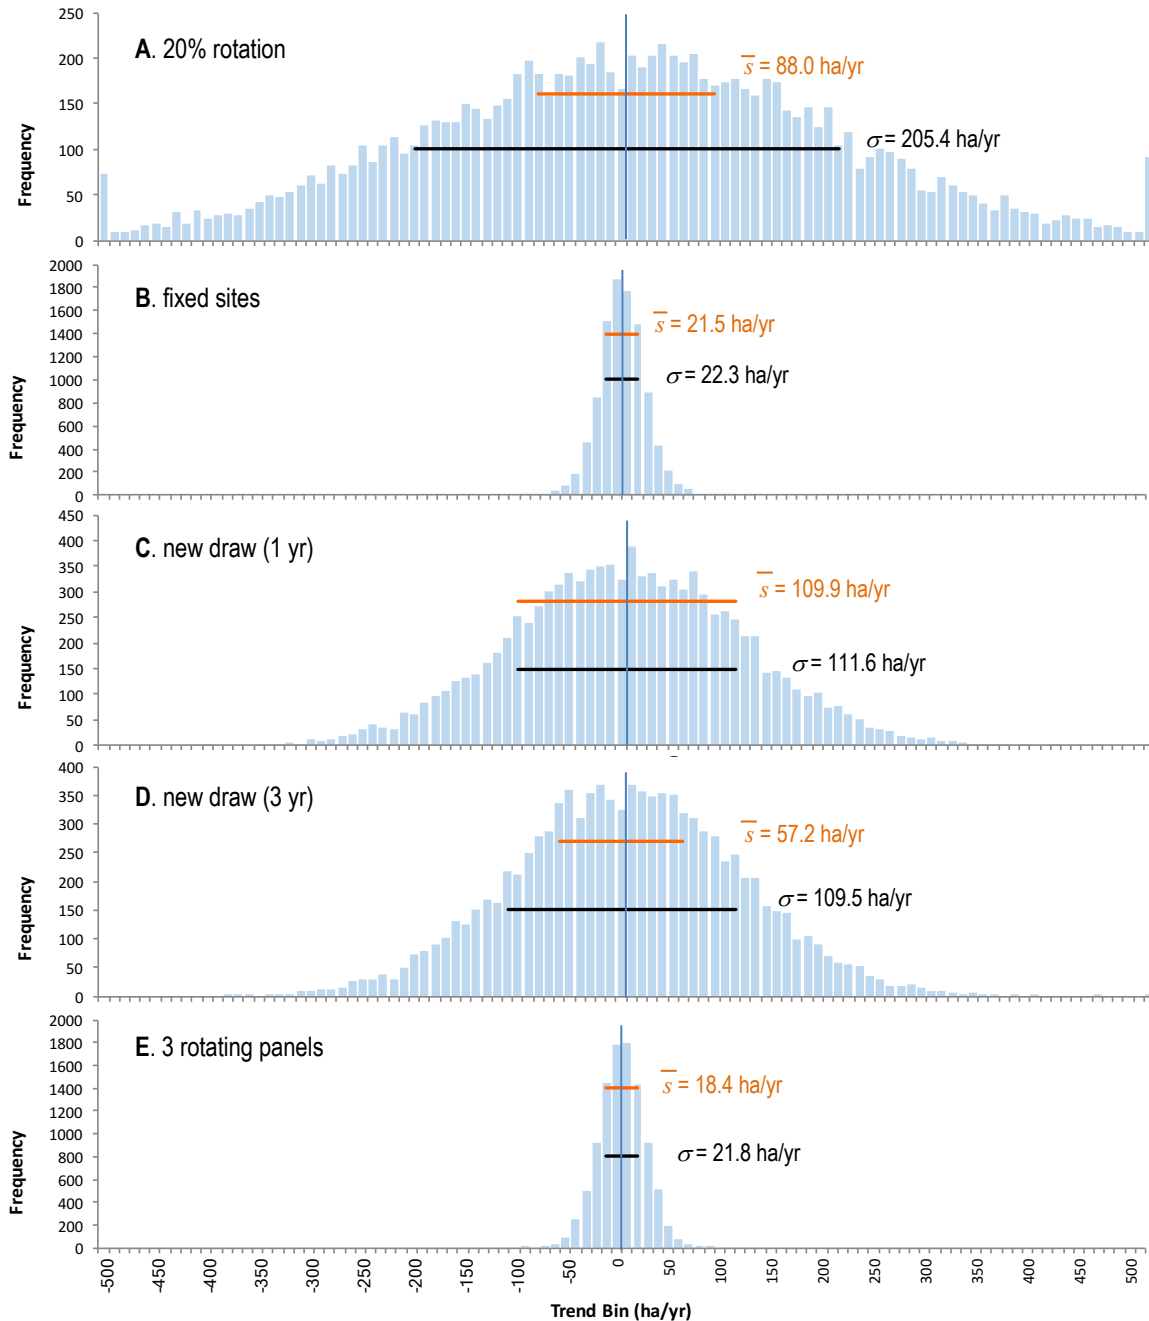 A. 20% rotation
s = 88.0 ha/yr
σ = 205.4 ha/yr
Frequency
250
200
150
100
50
0
B. fixed sites
s = 21.5 ha/yr
σ = 22.3 ha/yr
Frequency
2000
1800
1600
1400
1200
1000
800
600
400
200
0
C. new draw (1 yr)
s = 109.9 ha/yr
σ = 111.6 ha/yr
Frequency
450
400
350
300
250
200
150
100
50
0
D. new draw (3 yr)
s = 57.2 ha/yr
σ = 109.5 ha/yr
Frequency
400
350
300
250
200
150
100
50
0
E. 3 rotating panels
s = 18.4 ha/yr
σ = 21.8 ha/yr
Frequency
2000
1800
1600
1400
1200
1000
800
600
400
200
0
-500 -450 -400 -350 -300 -250 -200 -150 -100 -50 0 50 100 150 200 250 300 350 400 450 500
Trend Bin (ha/yr)